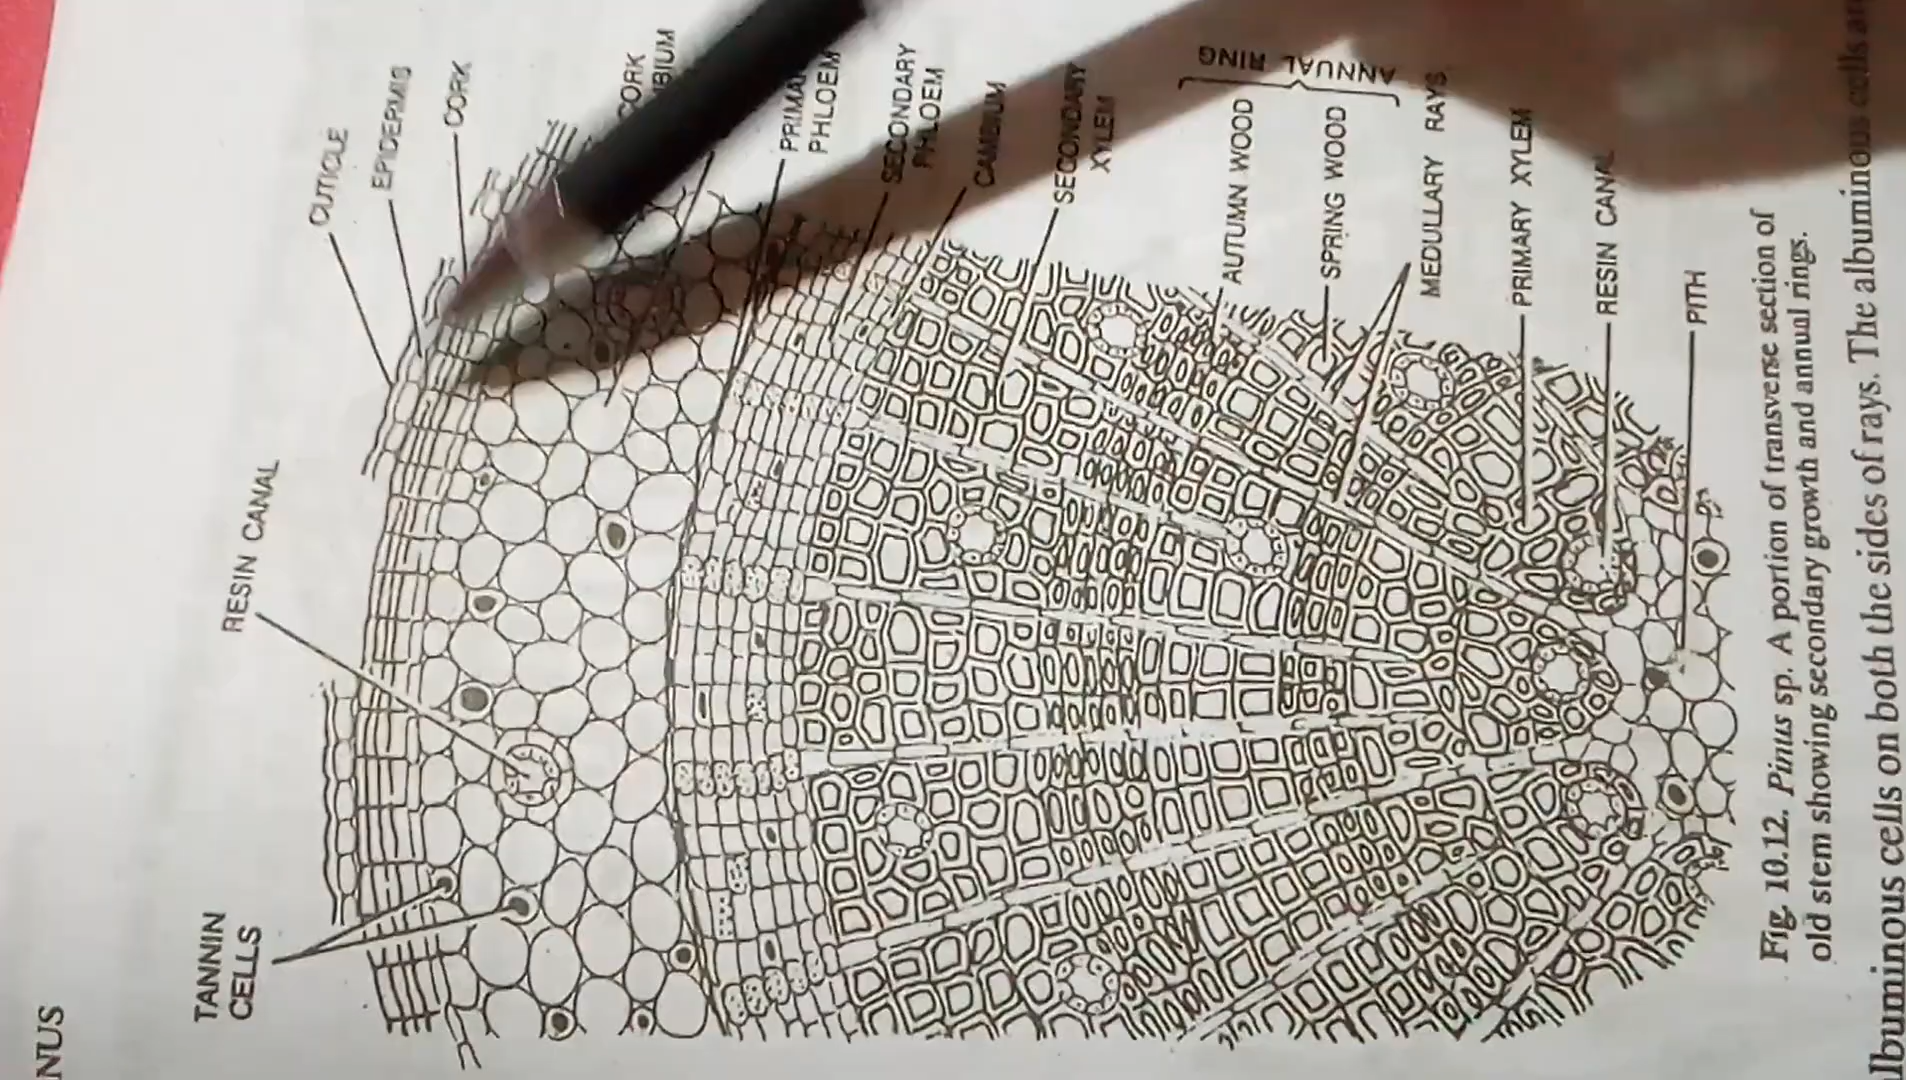 NUS
TANNIN
CELLS
RESIN CANAL
CUTICLE
EPIDERMIS
CORK
CORK
PHLOEM
SECONDARY
PHLOEM
CAMBIUM
SECONDARY
XYLEM
ANNUAL RING
AUTUMN WOOD
SPRING WOOD
MEDULLARY RAYS
PRIMARY XYLEM
RESIN CANAL
PITH
Fig. 10.12. Pinus sp. A portion of transverse section of
old stem showing secondary growth and annual rings.
albuminous cells on both the sides of rays. The albuminous cells are